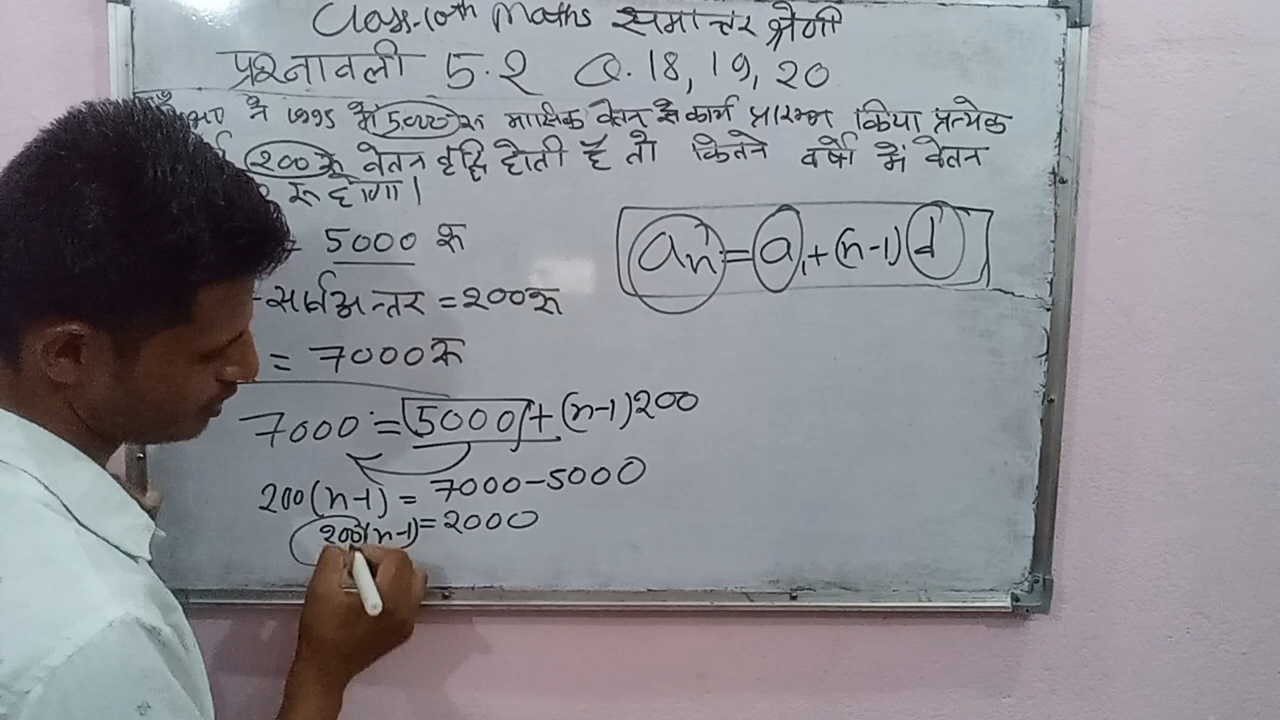 Class-10th Maths समान्तर श्रेणी
प्रश्नावली 5.2 Q. 18, 19, 20
ने 1995 में 5000 रू मासिक वेतन से कार्य प्रारम्भ किया प्रत्येक
200 रू वेतन वृद्धि होती है तो कितने वर्षो में वेतन
रू होगा।
5000 रू
an = a1+(n-1)d
-सार्वअन्तर = 200रू
= 7000रू
7000 = 5000+(n-1)200
200(n-1) = 7000-5000
200(n-1)=2000